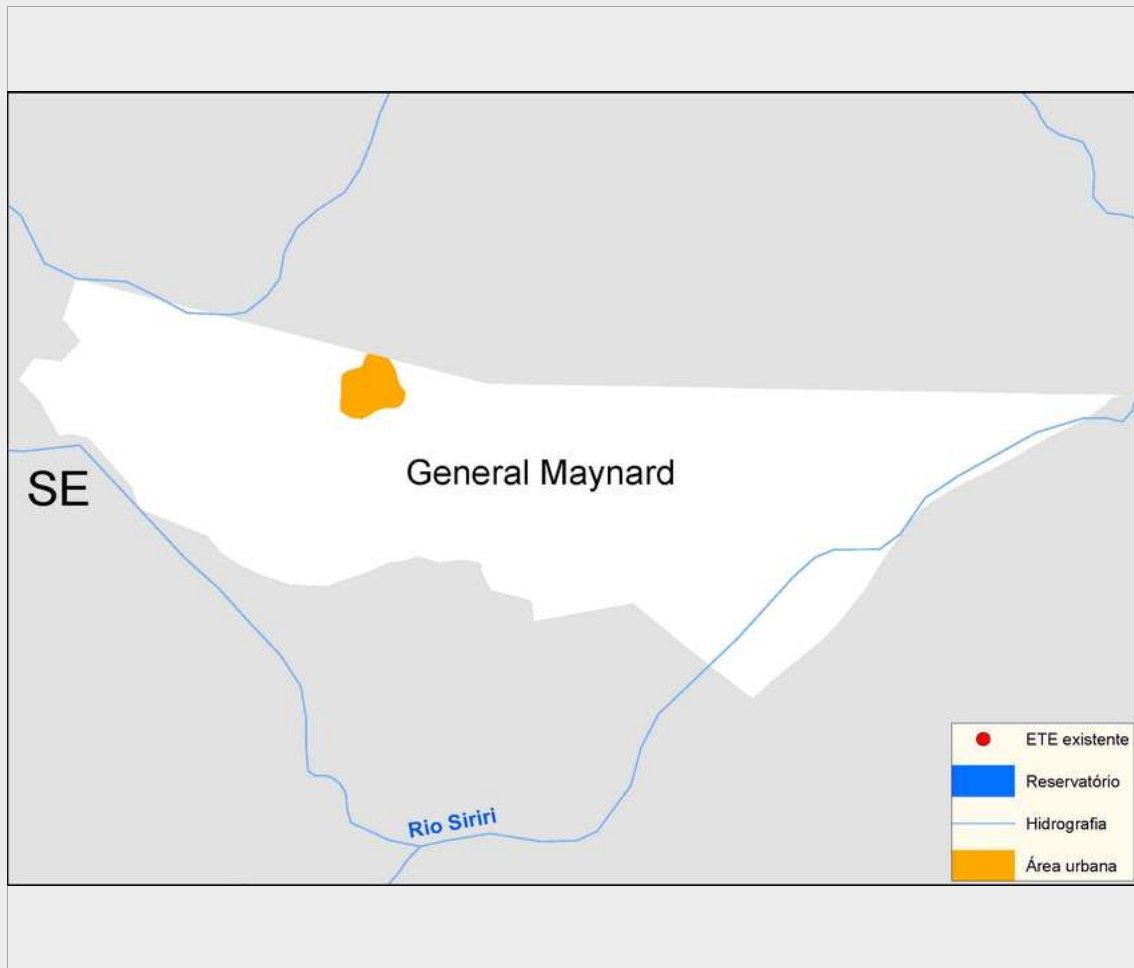 General Maynard
SE
Rio Siriri
ETE existente
Reservatório
Hidrografia
Área urbana